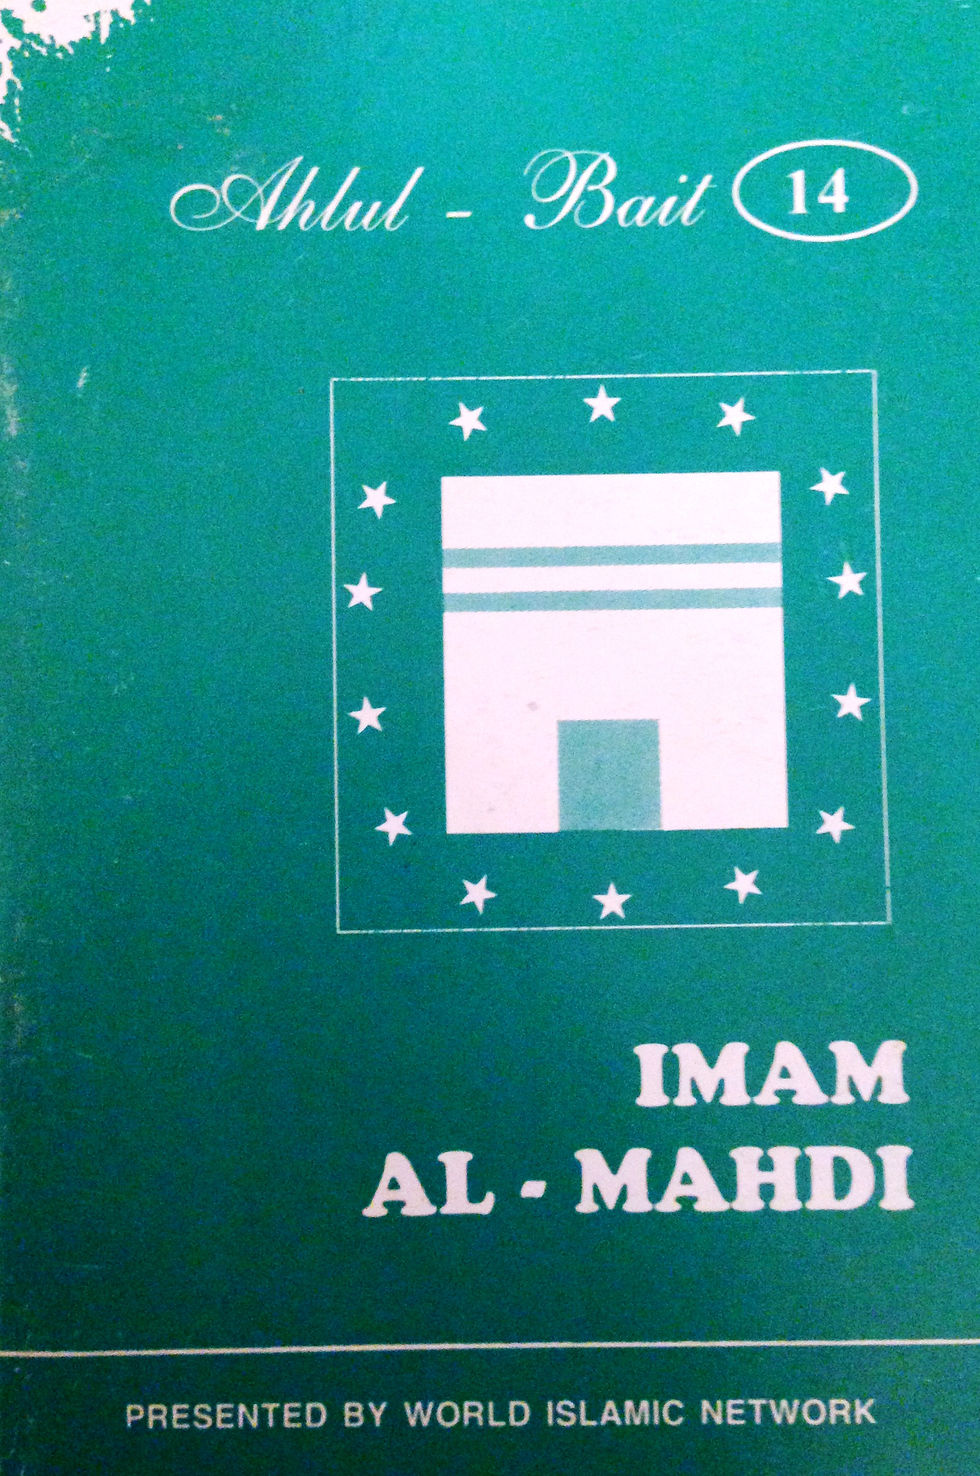 Ahlul - Bait 14
IMAM
AL - MAHDI
PRESENTED BY WORLD ISLAMIC NETWORK